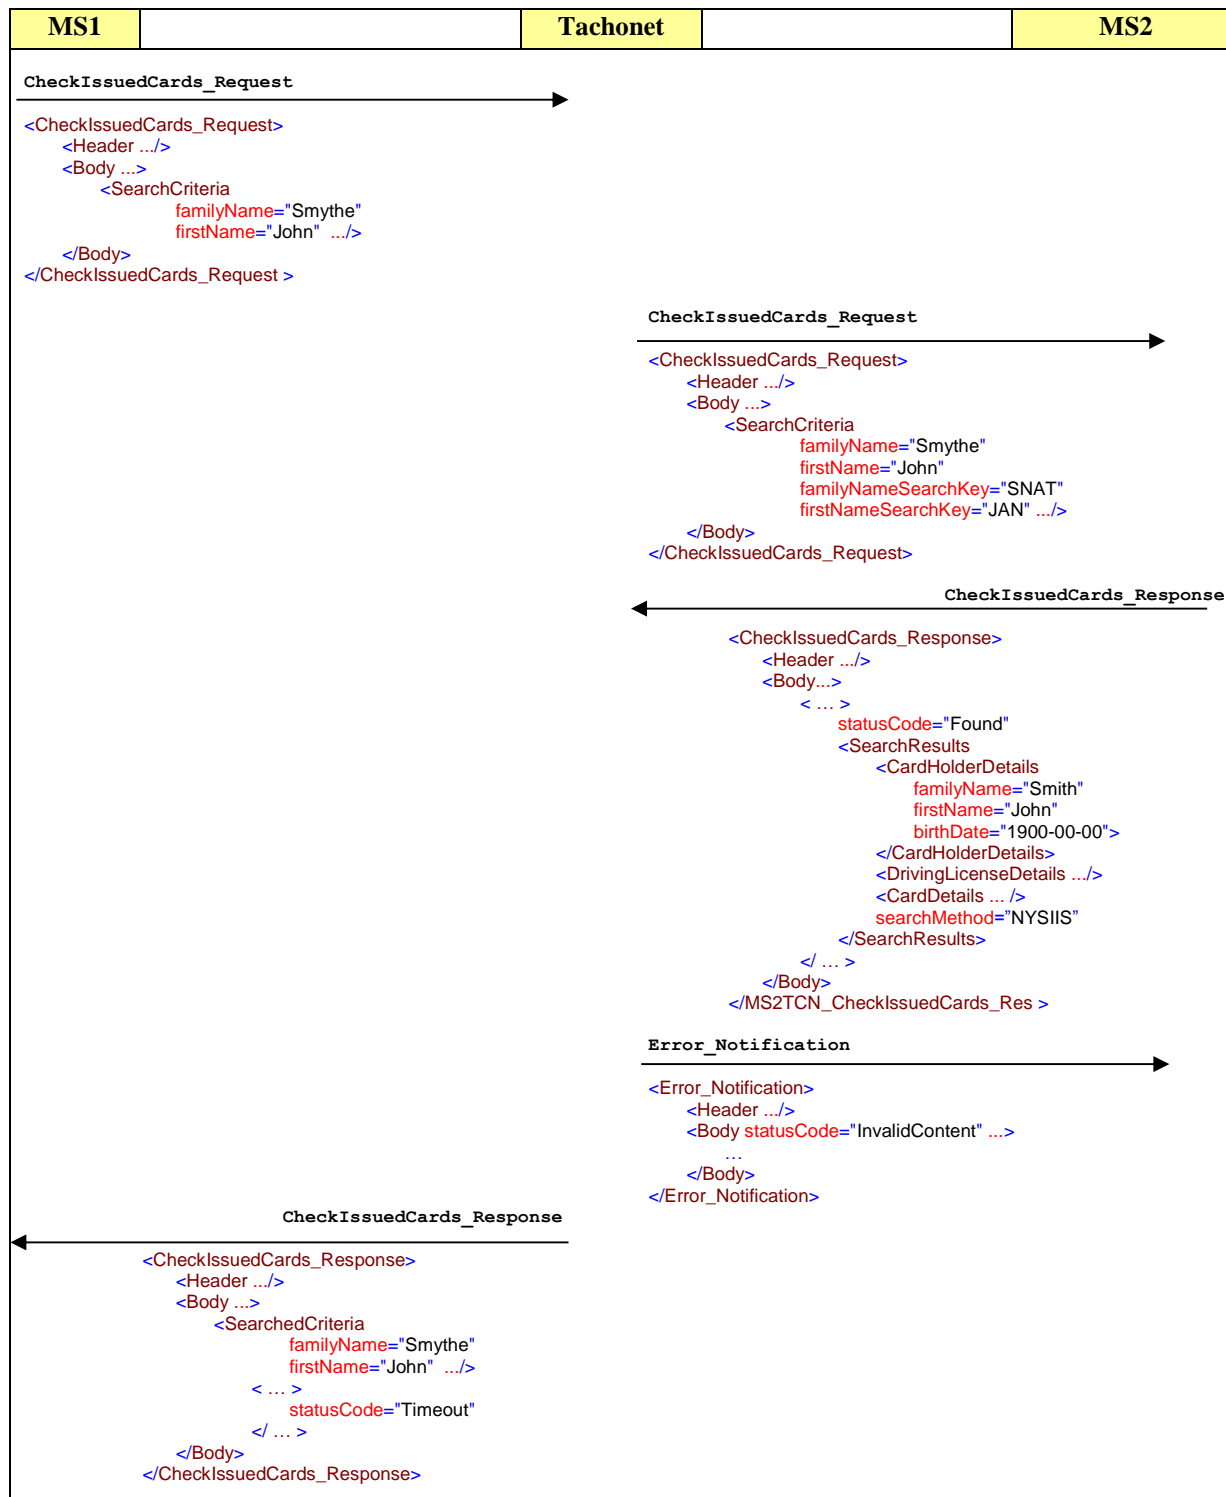 MS1 Tachonet MS2
CheckIssuedCards_Request
<CheckIssuedCards_Request>
<Header .../>
<Body ...>
<SearchCriteria
familyName="Smythe"
firstName="John" .../>
</Body>
</CheckIssuedCards_Request >
CheckIssuedCards_Request
<CheckIssuedCards_Request>
<Header .../>
<Body ...>
<SearchCriteria
familyName="Smythe"
firstName="John"
familyNameSearchKey="SNAT"
firstNameSearchKey="JAN" .../>
</Body>
</CheckIssuedCards_Request>
CheckIssuedCards_Response
<CheckIssuedCards_Response>
<Header .../>
<Body...>
< ... >
statusCode="Found"
<SearchResults
<CardHolderDetails
familyName="Smith"
firstName="John"
birthDate="1900-00-00">
</CardHolderDetails>
<DrivingLicenseDetails .../>
<CardDetails ... />
searchMethod="NYSIIS"
</SearchResults>
</ ... >
</Body>
</MS2TCN_CheckIssuedCards_Res >
Error_Notification
<Error_Notification>
<Header .../>
<Body statusCode="InvalidContent" ...>
...
</Body>
</Error_Notification>
CheckIssuedCards_Response
<CheckIssuedCards_Response>
<Header .../>
<Body ...>
<SearchedCriteria
familyName="Smythe"
firstName="John" .../>
< ... >
statusCode="Timeout"
</ ... >
</Body>
</CheckIssuedCards_Response>